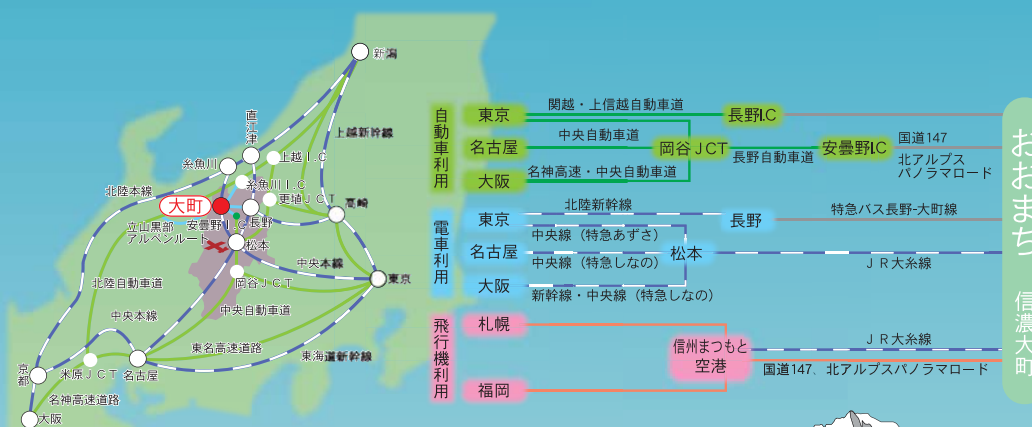 新潟
直江津
上越新幹線
上越I.C
糸魚川
糸魚川I.C
北陸本線
更埴JCT
高崎
大町
長野
安曇野I.C
立山黒部
アルペンルート
松本
中央本線
東京
岡谷JCT
北陸自動車道
中央自動車道
中央本線
東名高速道路
東海道新幹線
京都
米原JCT
名古屋
名神高速道路
大阪
自動車利用
東京
関越・上信越自動車道
長野I.C
名古屋
中央自動車道
岡谷JCT
長野自動車道
安曇野I.C
国道147
北アルプス
パノラマロード
大阪
名神高速・中央自動車道
電車利用
東京
北陸新幹線
長野
特急バス長野-大町線
中央線（特急あずさ）
名古屋
中央線（特急しなの）
松本
JR大糸線
大阪
新幹線・中央線（特急しなの）
飛行機利用
札幌
信州まつもと
空港
JR大糸線
国道147、北アルプスパノラマロード
福岡
おおまち
信濃大町